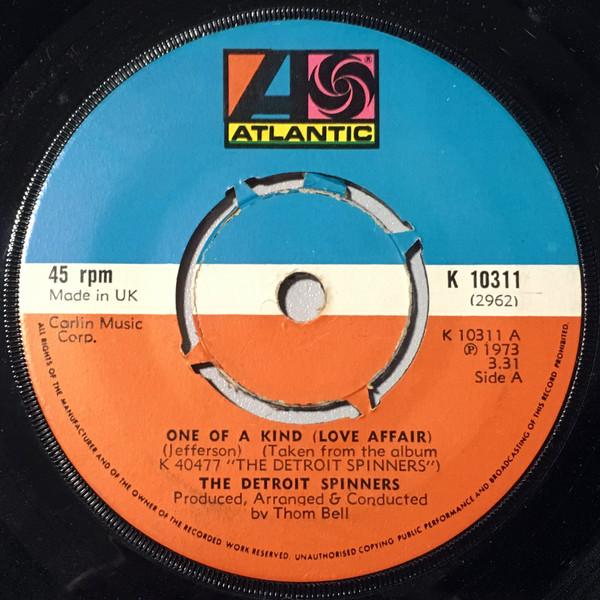 ATLANTIC
®
45 rpm
Made in UK
Carlin Music
Corp.
K 10311
(2962)
K 10311 A
℗ 1973
3.31
Side A
ONE OF A KIND (LOVE AFFAIR)
(Jefferson) (Taken from the album
K 40477 "THE DETROIT SPINNERS")
THE DETROIT SPINNERS
Produced, Arranged & Conducted
by Thom Bell
ALL RIGHTS OF THE MANUFACTURER AND OF THE OWNER OF THE RECORDED WORK RESERVED. UNAUTHORISED COPYING PUBLIC PERFORMANCE AND BROADCASTING OF THIS RECORD PROHIBITED.